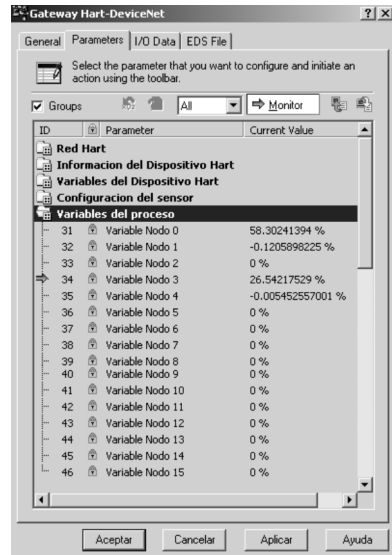 Gateway Hart-DeviceNet
General Parameters I/O Data EDS File
Select the parameter that you want to configure and initiate an
action using the toolbar.
Groups All Monitor
ID Parameter Current Value
Red Hart
Informacion del Dispositivo Hart
Variables del Dispositivo Hart
Configuracion del sensor
Variables del proceso
31 Variable Nodo 0 58.30241394 %
32 Variable Nodo 1 -0.1205898225 %
33 Variable Nodo 2 0 %
34 Variable Nodo 3 26.54217529 %
35 Variable Nodo 4 -0.005452557001 %
36 Variable Nodo 5 0 %
37 Variable Nodo 6 0 %
38 Variable Nodo 7 0 %
39 Variable Nodo 8 0 %
40 Variable Nodo 9 0 %
41 Variable Nodo 10 0 %
42 Variable Nodo 11 0 %
43 Variable Nodo 12 0 %
44 Variable Nodo 13 0 %
45 Variable Nodo 14 0 %
46 Variable Nodo 15 0 %
Aceptar Cancelar Aplicar Ayuda